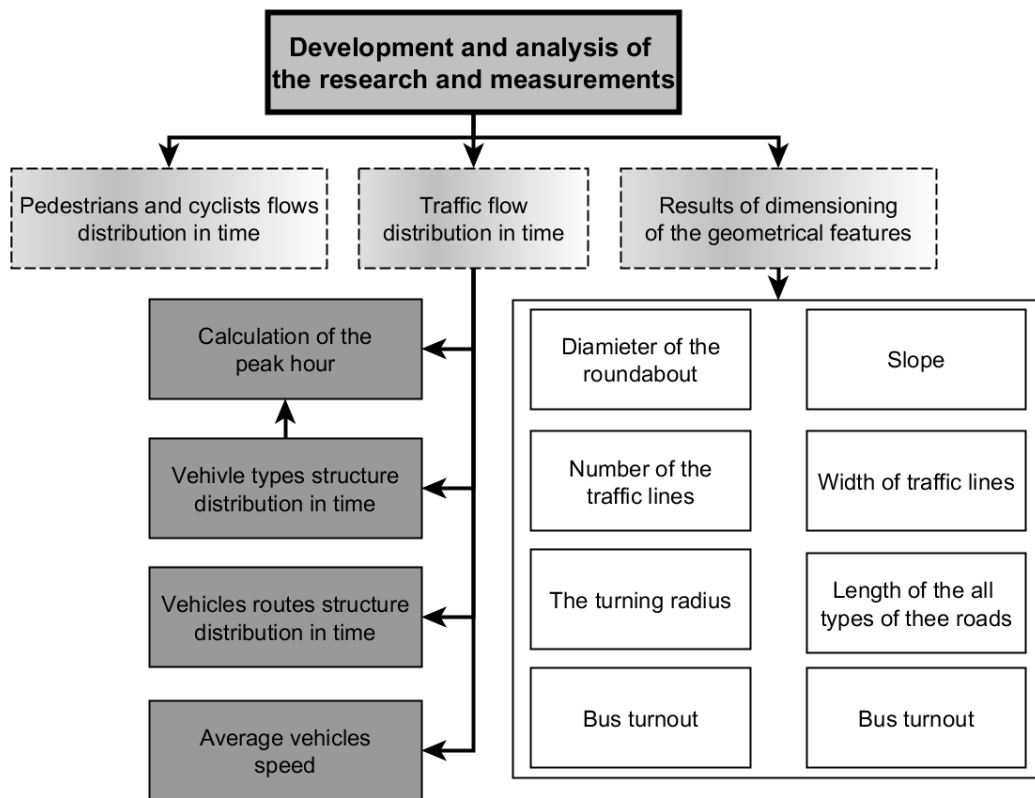 Development and analysis of
the research and measurements
Pedestrians and cyclists flows
distribution in time
Traffic flow
distribution in time
Results of dimensioning
of the geometrical features
Calculation of the
peak hour
Vehivle types structure
distribution in time
Vehicles routes structure
distribution in time
Average vehicles
speed
Diamieter of the
roundabout
Slope
Number of the
traffic lines
Width of traffic lines
The turning radius
Length of the all
types of thee roads
Bus turnout
Bus turnout